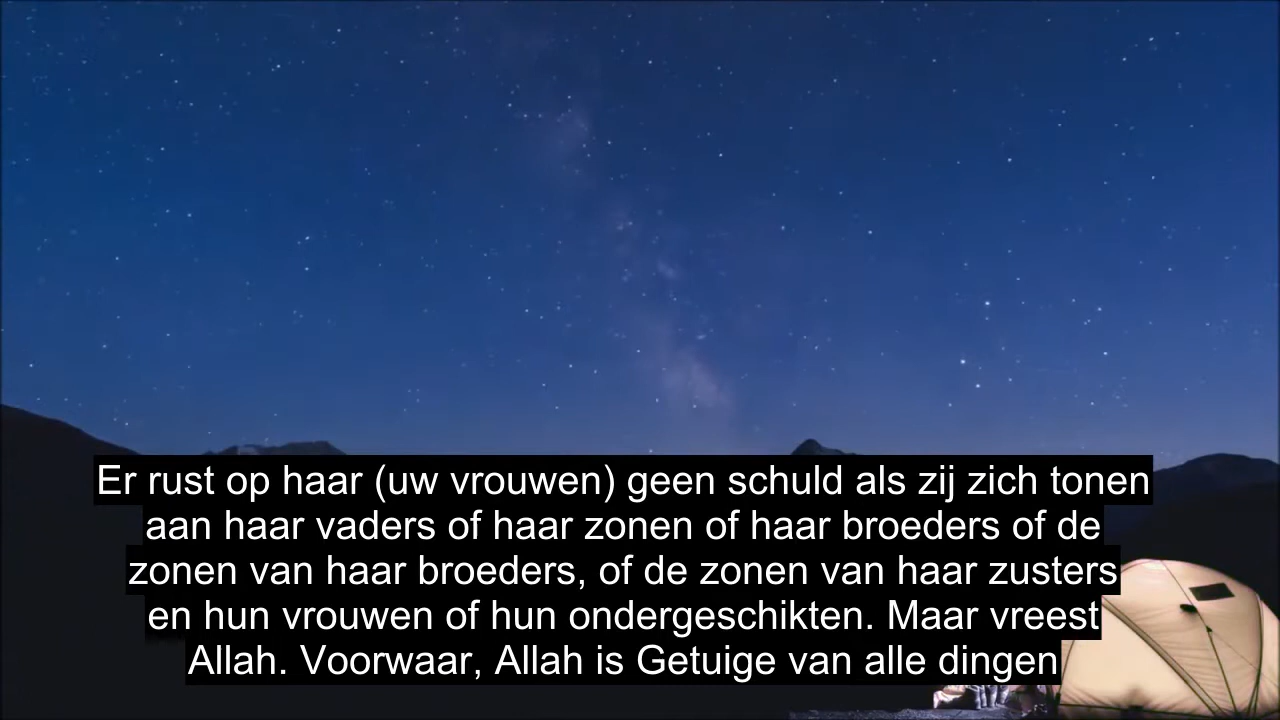 Er rust op haar (uw vrouwen) geen schuld als zij zich tonen
aan haar vaders of haar zonen of haar broeders of de
zonen van haar broeders, of de zonen van haar zusters
en hun vrouwen of hun ondergeschikten. Maar vreest
Allah. Voorwaar, Allah is Getuige van alle dingen